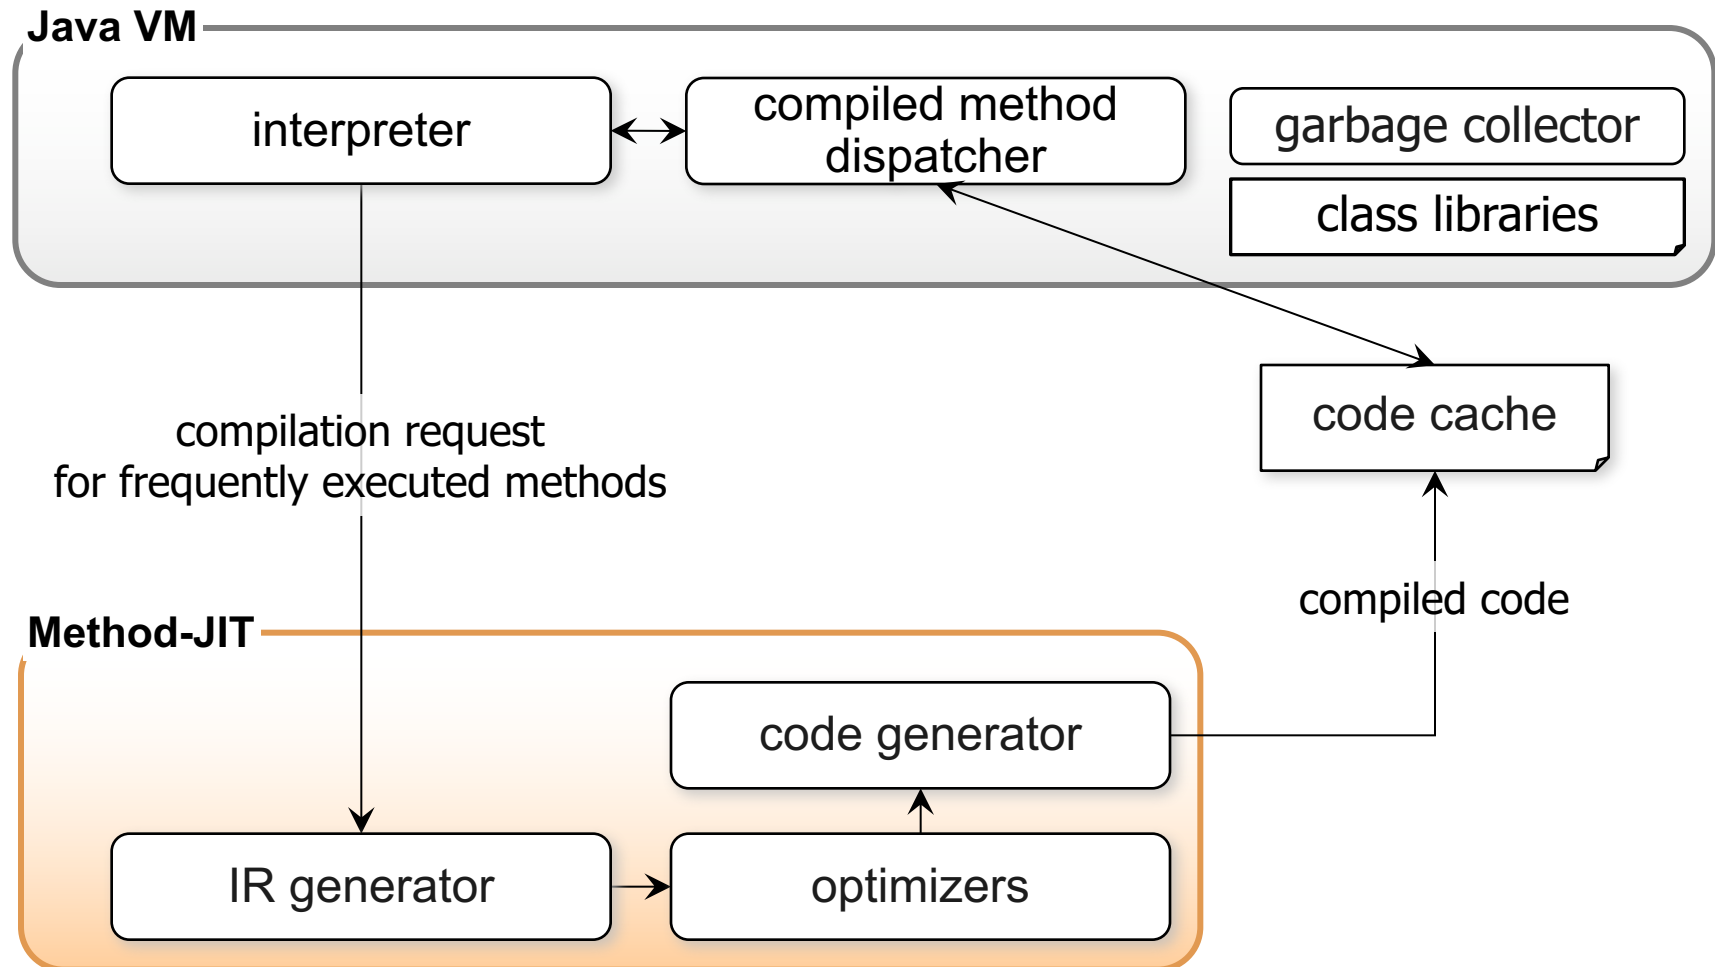 Java VM
interpreter
compiled method
dispatcher
garbage collector
class libraries
code cache
compilation request
for frequently executed methods
compiled code
Method-JIT
code generator
IR generator
optimizers